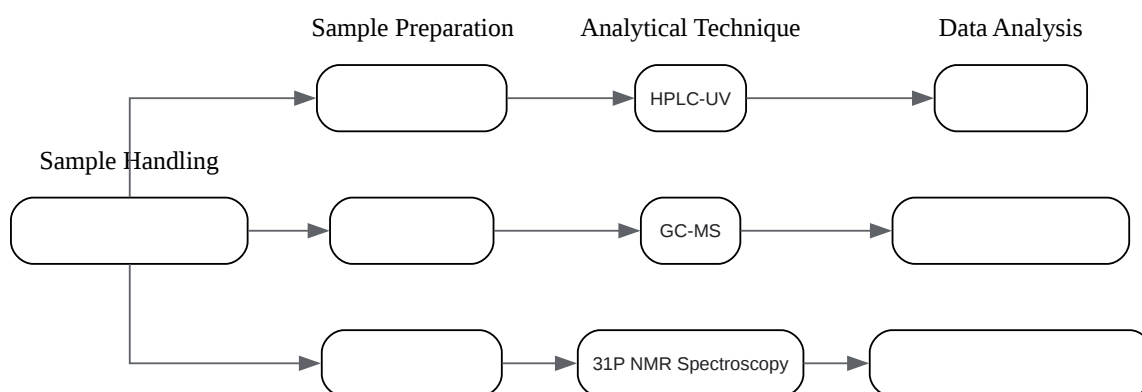 Sample Preparation
Analytical Technique
Data Analysis
HPLC-UV
Sample Handling
GC-MS
31P NMR Spectroscopy